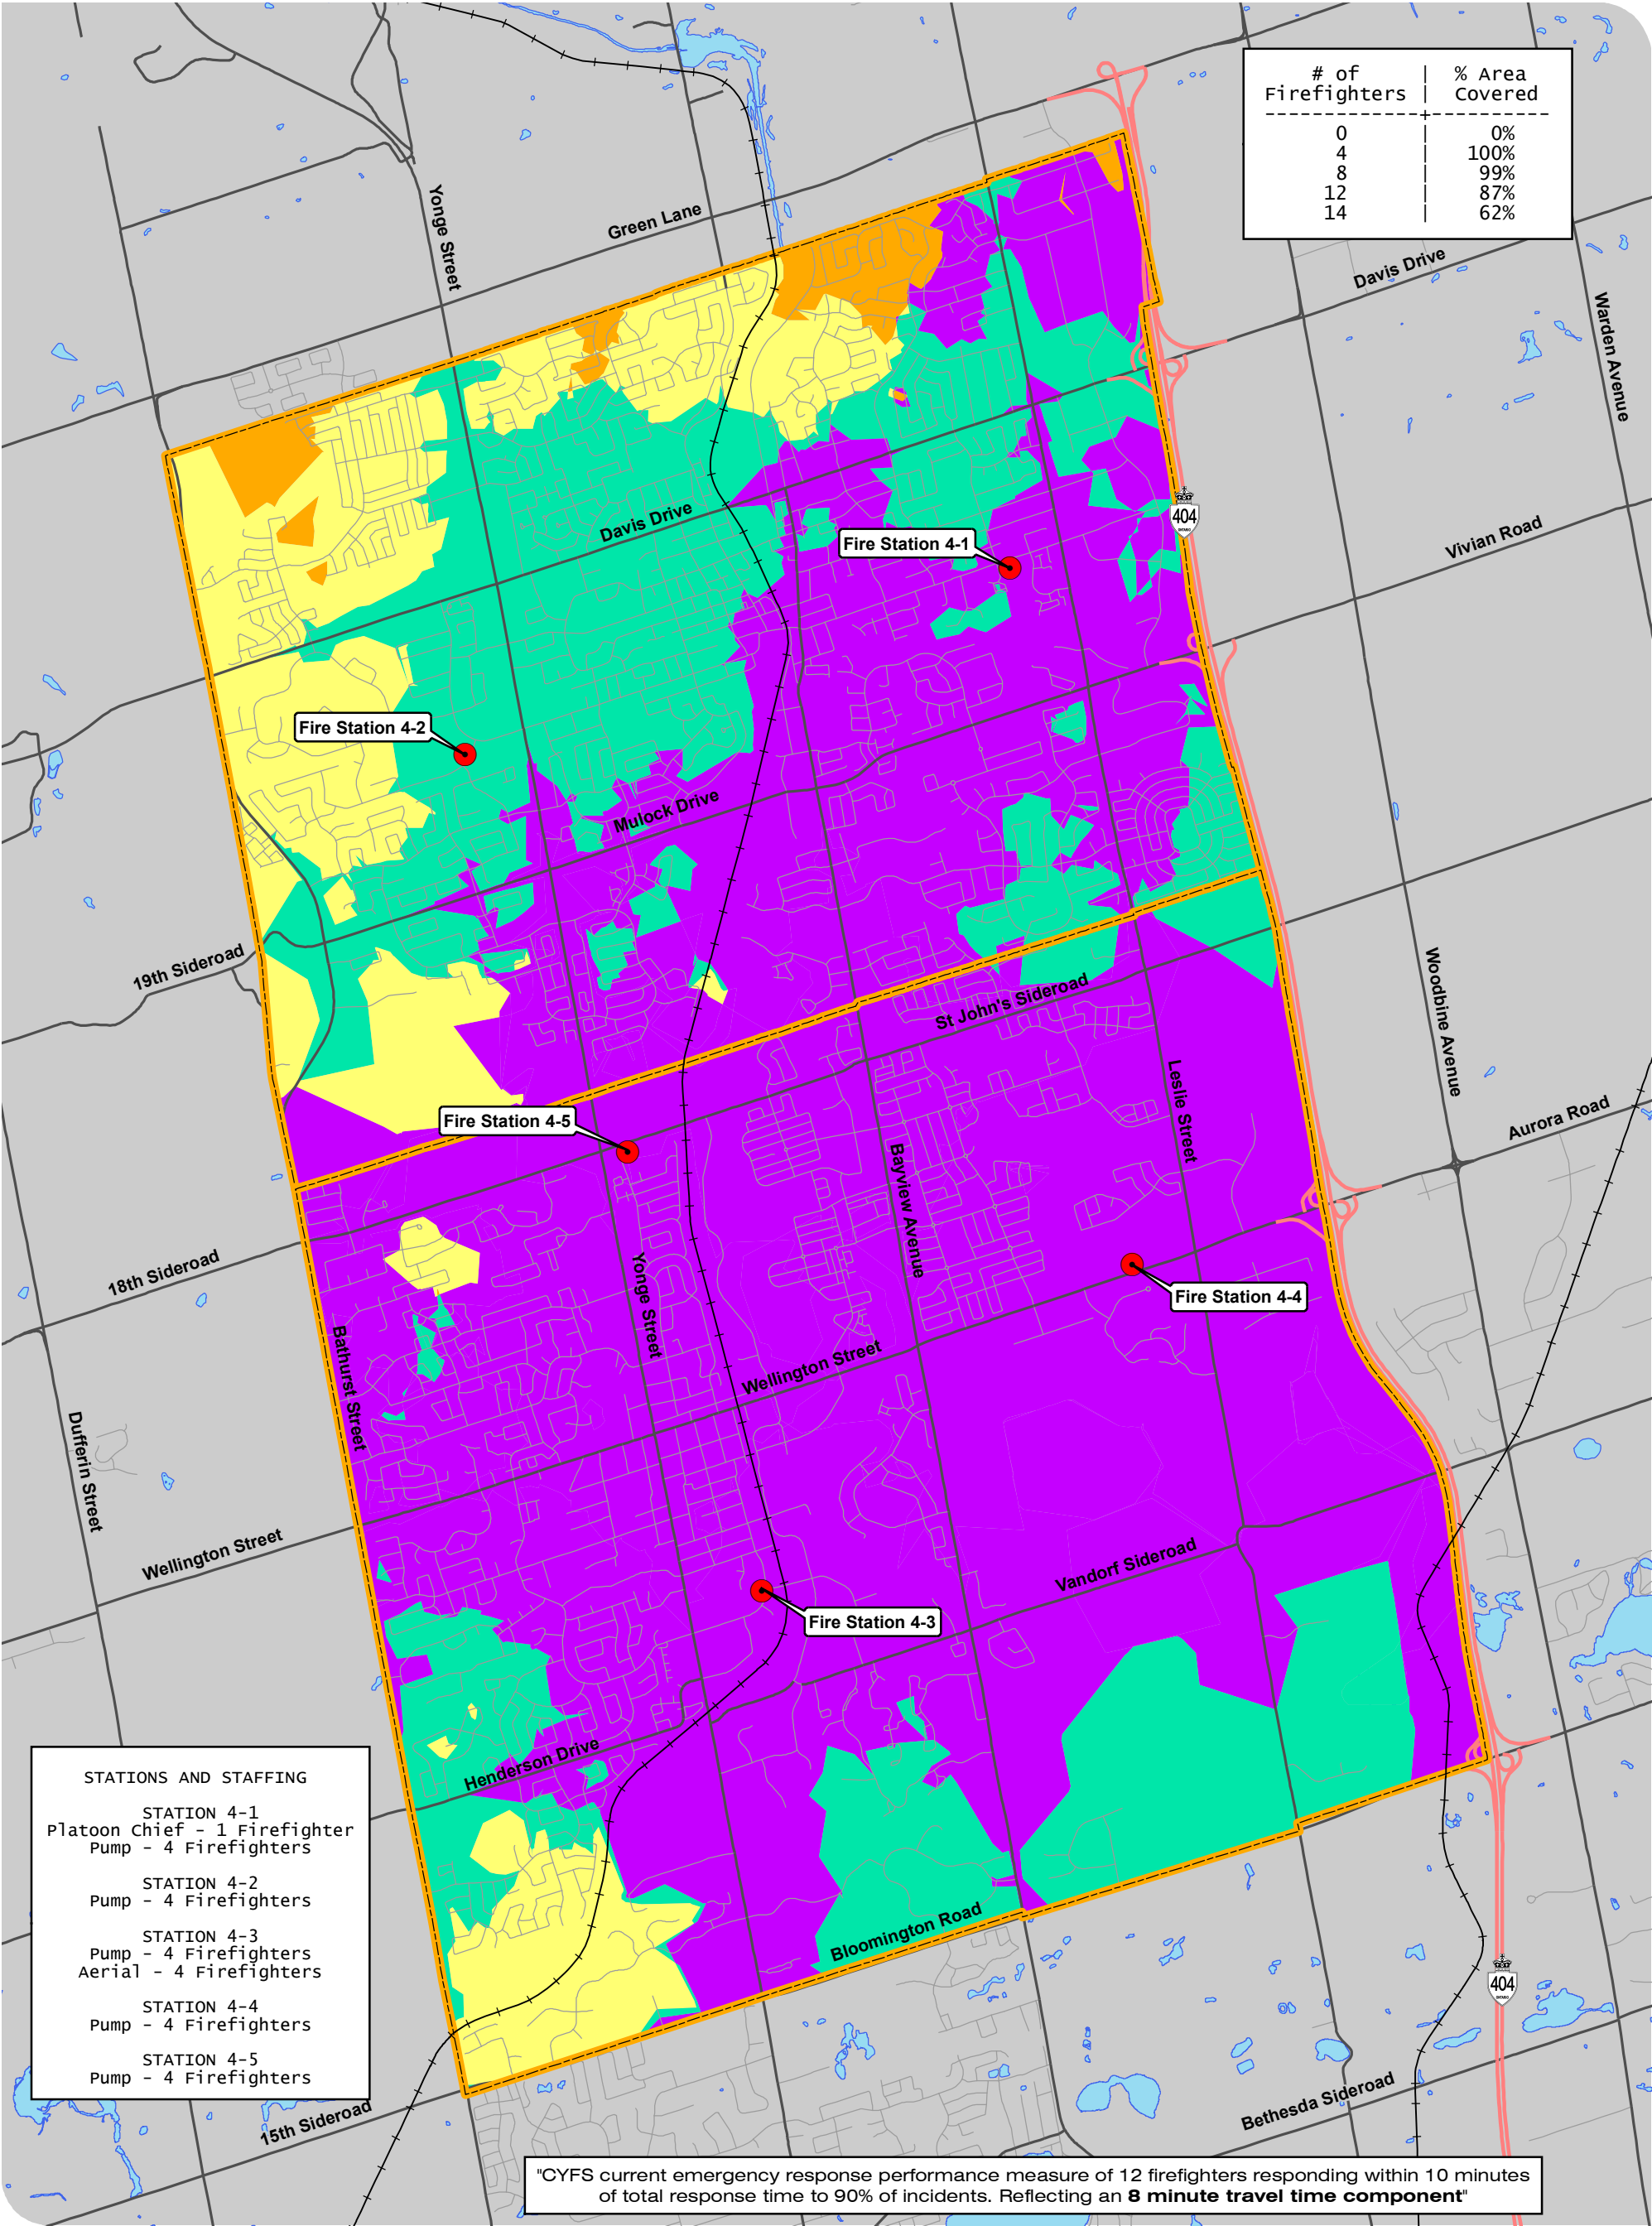 # of | % Area
Firefighters | Covered
--------------+---------
0 | 0%
4 | 100%
8 | 99%
12 | 87%
14 | 62%
Yonge Street
Green Lane
Davis Drive
Warden Avenue
Davis Drive
404
ONTARIO
Vivian Road
Fire Station 4-1
Fire Station 4-2
Mulock Drive
19th Sideroad
St John's Sideroad
Woodbine Avenue
Leslie Street
Aurora Road
Fire Station 4-5
Bayview Avenue
18th Sideroad
Yonge Street
Fire Station 4-4
Bathurst Street
Wellington Street
Dufferin Street
Wellington Street
Vandorf Sideroad
Fire Station 4-3
Henderson Drive
STATIONS AND STAFFING
STATION 4-1
Platoon Chief - 1 Firefighter
Pump - 4 Firefighters
STATION 4-2
Pump - 4 Firefighters
STATION 4-3
Pump - 4 Firefighters
Aerial - 4 Firefighters
STATION 4-4
Pump - 4 Firefighters
STATION 4-5
Pump - 4 Firefighters
Bloomington Road
404
ONTARIO
15th Sideroad
Bethesda Sideroad
"CYFS current emergency response performance measure of 12 firefighters responding within 10 minutes
of total response time to 90% of incidents. Reflecting an 8 minute travel time component"